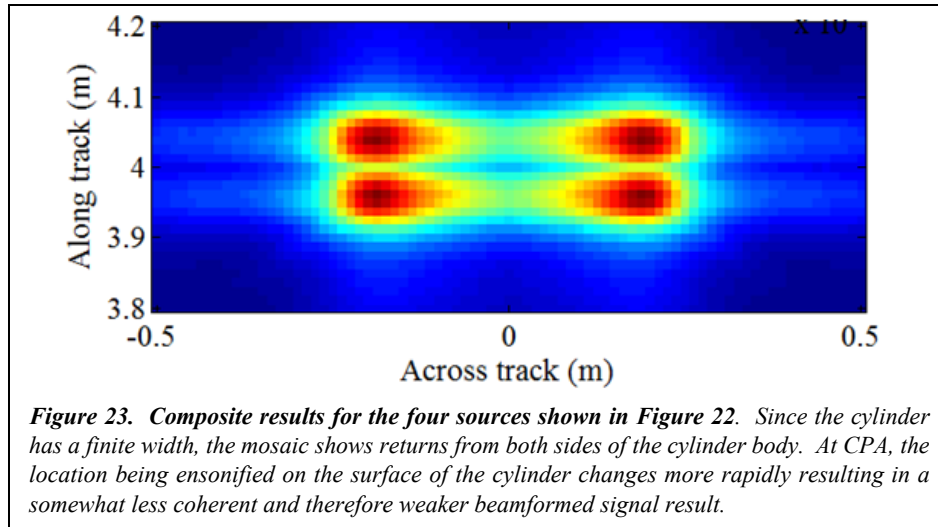 4.2
x 10
4.1
Along track (m)
4
3.9
3.8
-0.5
0
0.5
Across track (m)
Figure 23. Composite results for the four sources shown in Figure 22. Since the cylinder
has a finite width, the mosaic shows returns from both sides of the cylinder body. At CPA, the
location being ensonified on the surface of the cylinder changes more rapidly resulting in a
somewhat less coherent and therefore weaker beamformed signal result.